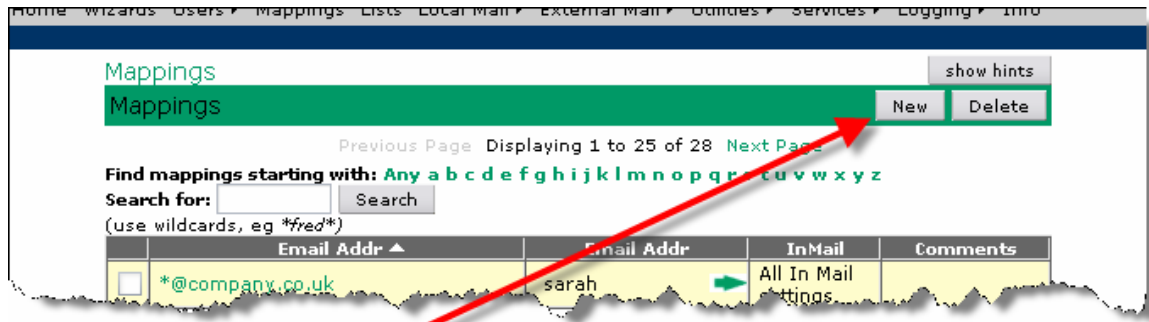 Home Wizards Users Mappings Lists Local Mail External Mail Utilities Services Logging Info
Mappings show hints
Mappings New Delete
Previous Page Displaying 1 to 25 of 28 Next Page
Find mappings starting with: Any a b c d e f g h i j k l m n o p q r s t u v w x y z
Search for: Search
(use wildcards, eg *fred*)
Email Addr Email Addr InMail Comments
*@company.co.uk sarah All In Mail